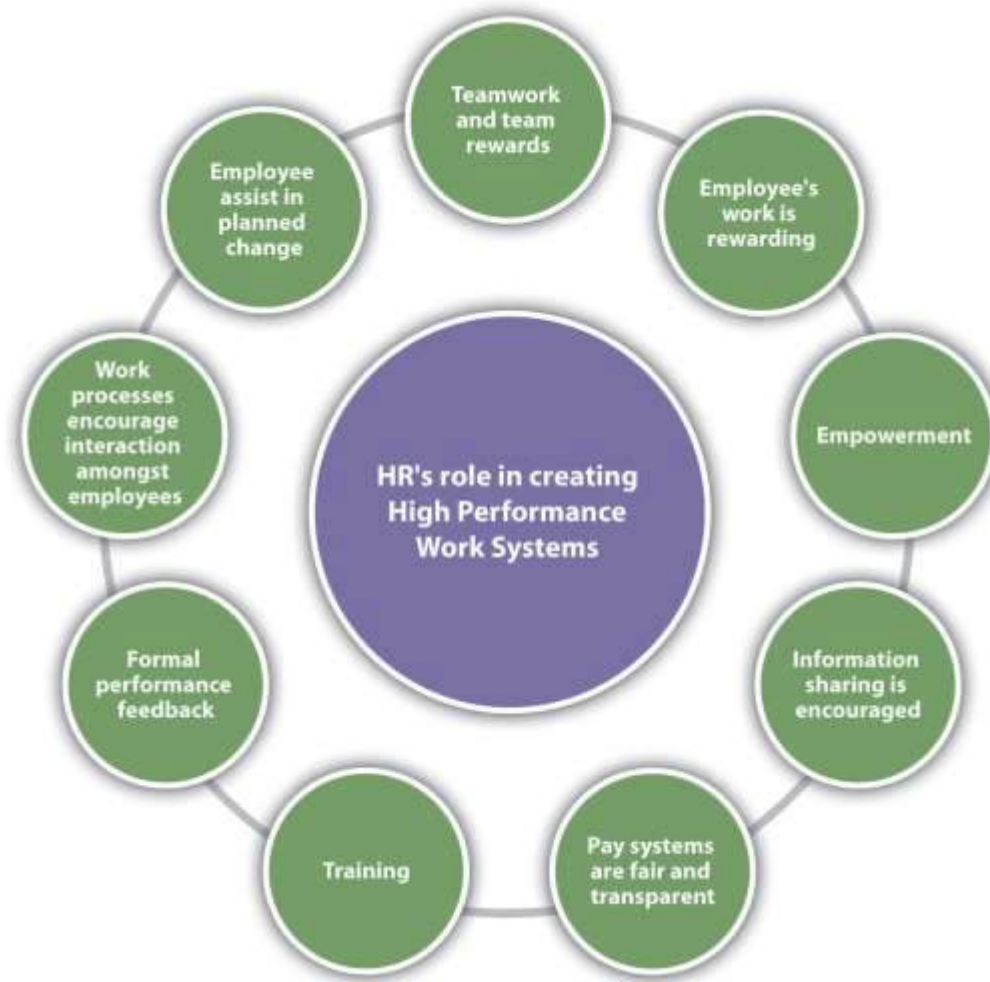 Teamwork
and team
rewards
Employee's
work is
rewarding
Empowerment
Information
sharing is
encouraged
Pay systems
are fair and
transparent
Training
Formal
performance
feedback
Work
processes
encourage
interaction
amongst
employees
Employee
assist in
planned
change
HR's role in creating
High Performance
Work Systems